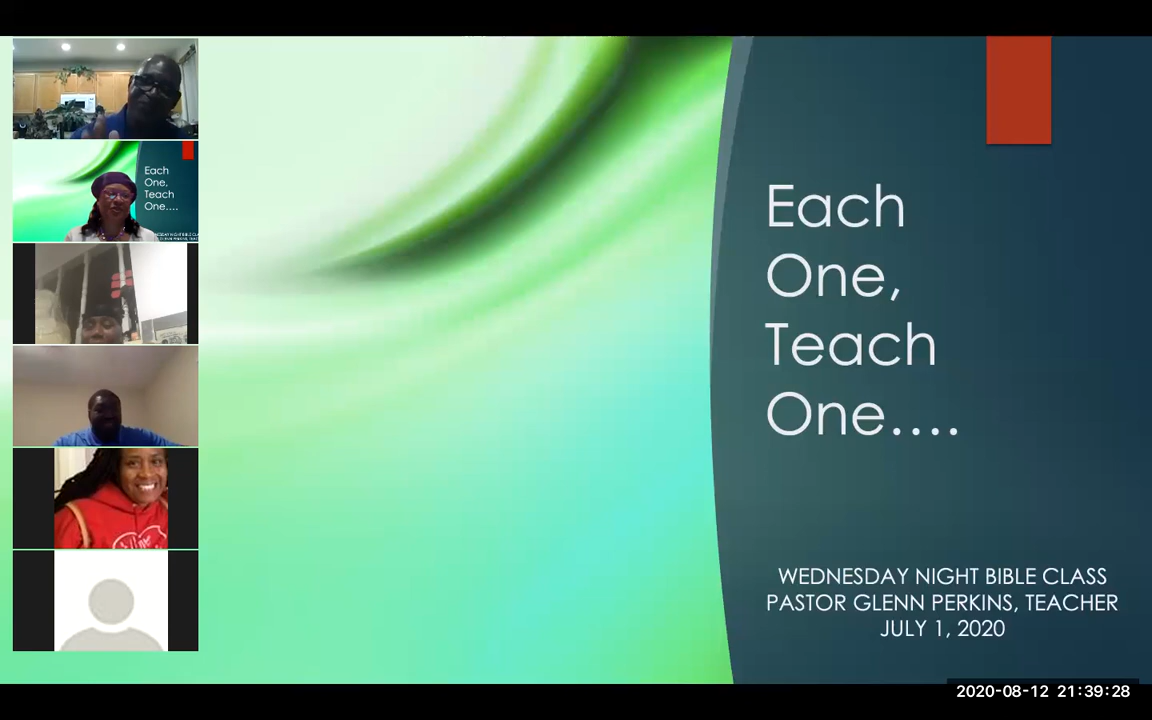 Each
One,
Teach
One....
WEDNESDAY NIGHT BIBLE CLASS
PASTOR GLENN PERKINS, TEACHER
JULY 1, 2020
Each
One,
Teach
One....
2020-08-12 21:39:28